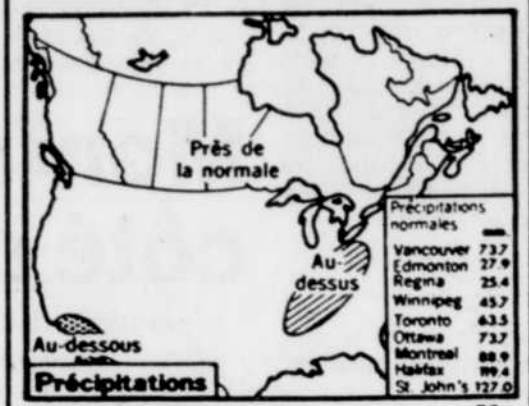 Près de
la normale
Au-
dessus
Au-dessous
Précipitations
Précipitations
normales
mm.
Vancouver 73.7
Edmonton 27.9
Regina 25.4
Winnipeg 45.7
Toronto 63.5
Ottawa 73.7
Montreal 88.9
Halifax 119.4
St. John's 127.0